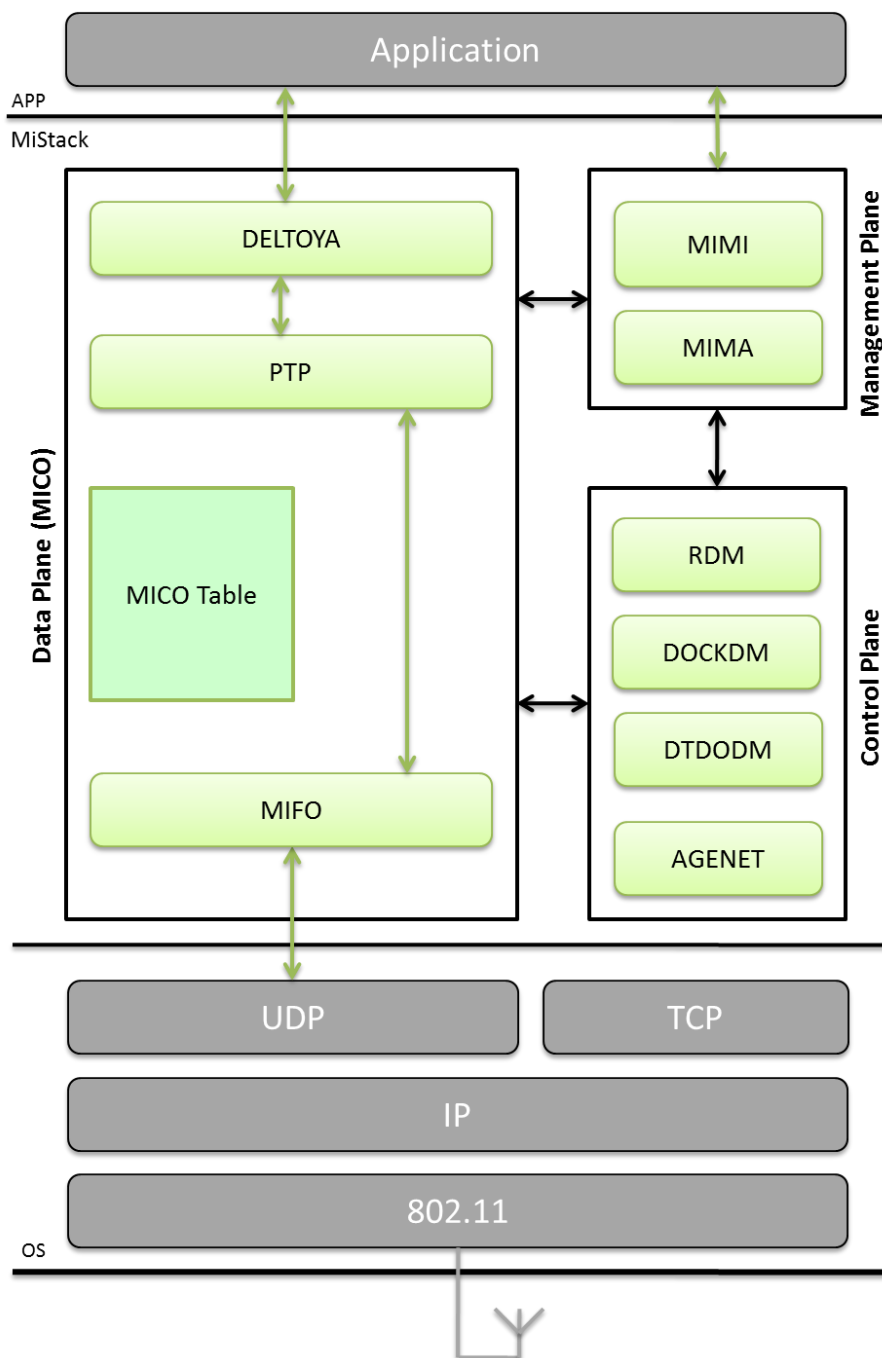 Application
APP
MiStack
Data Plane (MICO)
DELTOYA
PTP
MICO Table
MIFO
Management Plane
MIMI
MIMA
Control Plane
RDM
DOCKDM
DTDODM
AGENET
UDP
TCP
IP
802.11
OS